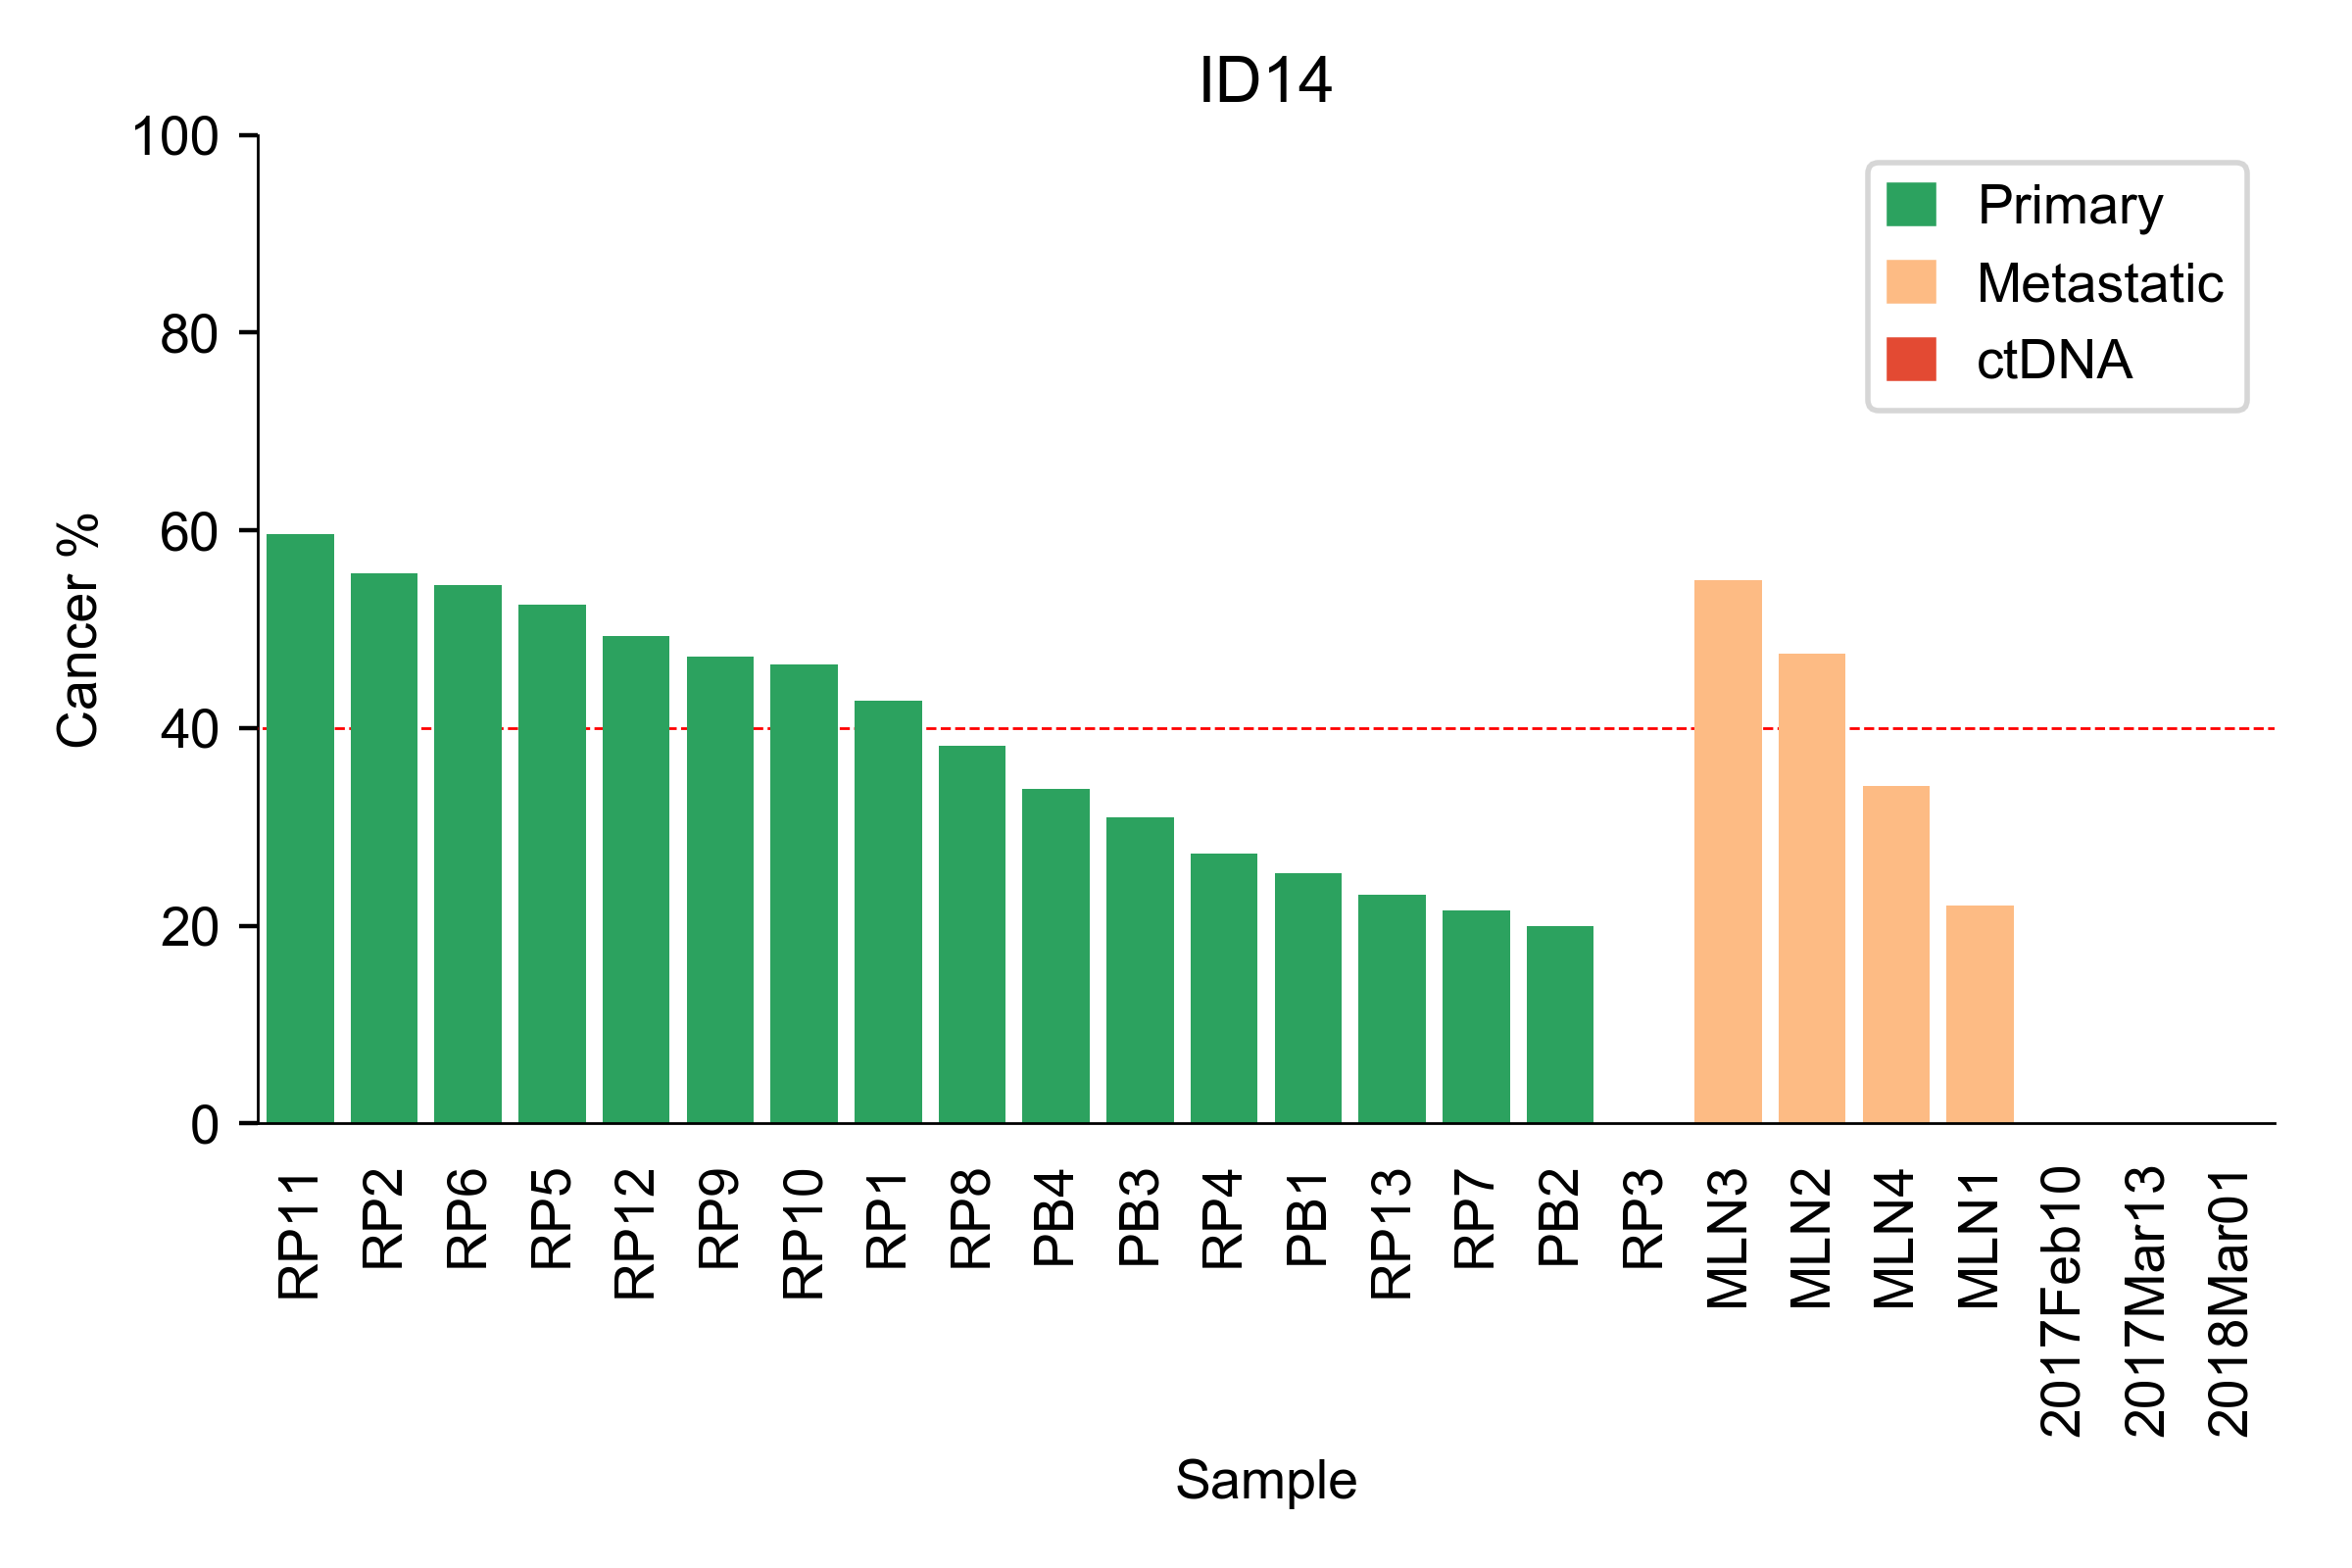 ID14
100
80
60
40
20
0
Cancer %
Primary
Metastatic
ctDNA
RP11
RP2
RP6
RP5
RP12
RP9
RP10
RP1
RP8
PB4
PB3
RP4
PB1
RP13
RP7
PB2
RP3
MLN3
MLN2
MLN4
MLN1
2017Feb10
2017Mar13
2018Mar01
Sample